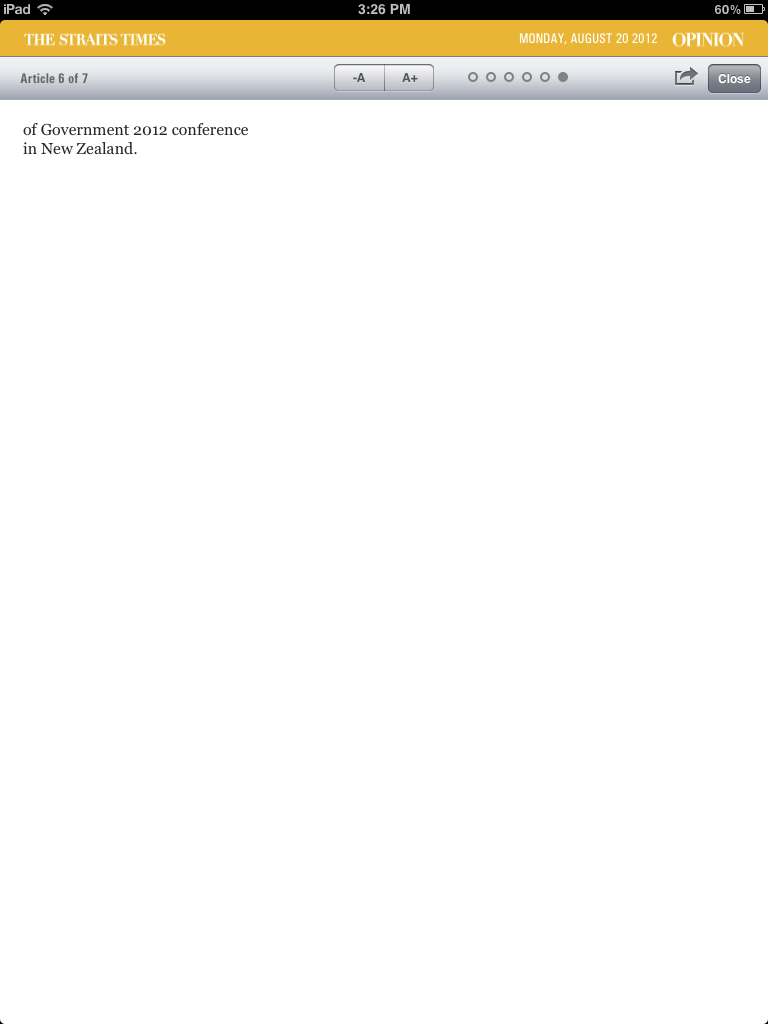 iPad 3:26 PM 60%
THE STRAITS TIMES MONDAY, AUGUST 20 2012 OPINION
Article 6 of 7 -A A+ Close
of Government 2012 conference
in New Zealand.